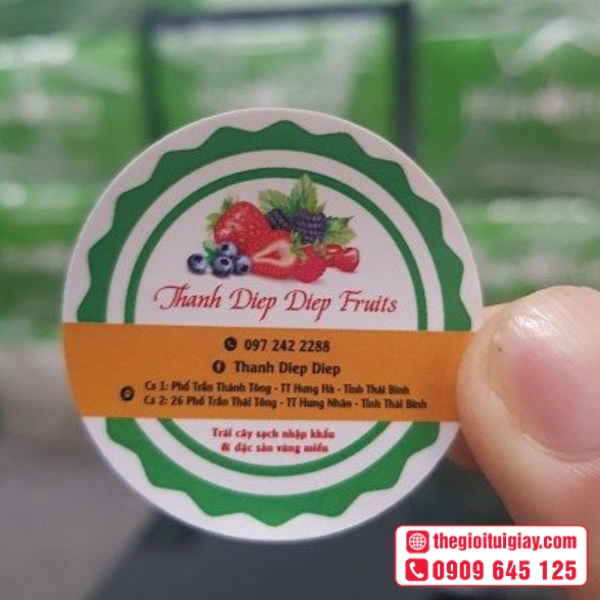 Thanh Diep Diep Fruits
097 242 2288
Thanh Diep Diep
Cs 1: Phố Trần Thánh Tông - TT Hưng Hà - Tỉnh Thái Bình
Cs 2: 26 Phố Trần Thái Tông - TT Hưng Nhân - Tỉnh Thái Bình
Trái cây sạch nhập khẩu
& đặc sản vùng miền
thegioituigiay.com
0909 645 125